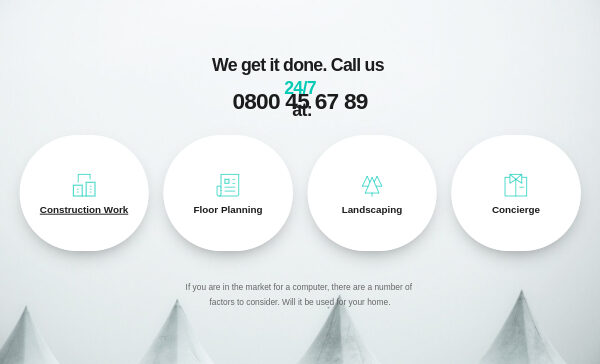 We get it done. Call us
24/7
at:
0800 45 67 89
Construction Work
Floor Planning
Landscaping
Concierge
If you are in the market for a computer, there are a number of
factors to consider. Will it be used for your home.